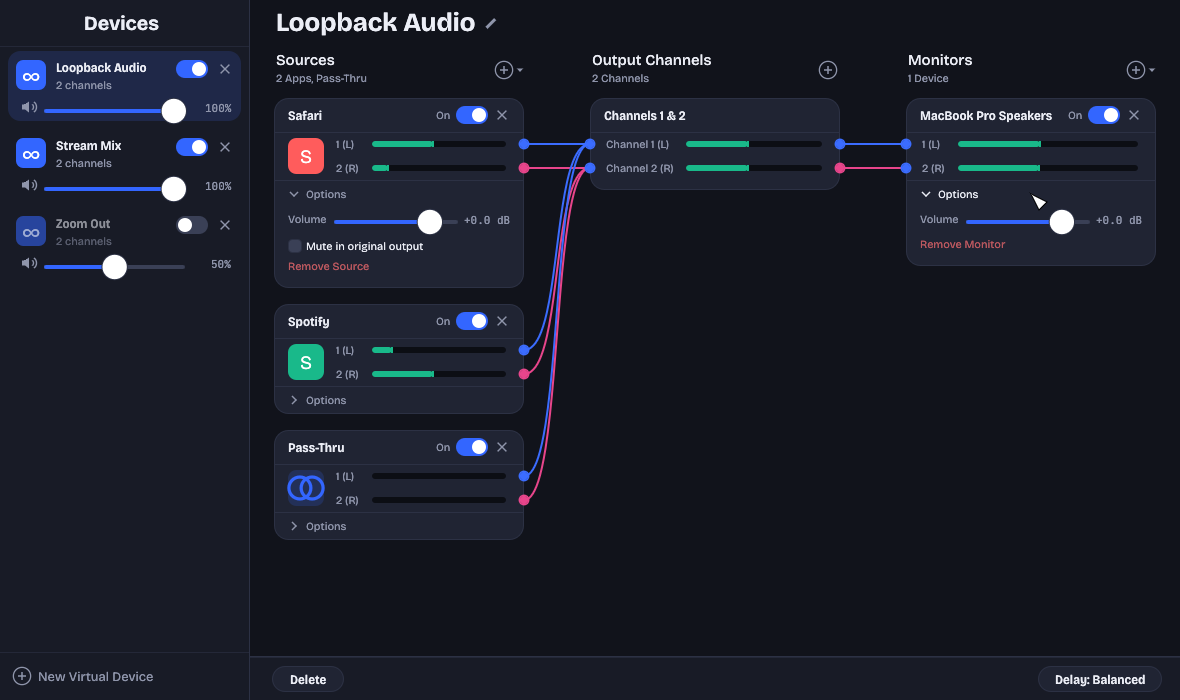 Devices
Loopback Audio
2 channels
100%
Stream Mix
2 channels
100%
Zoom Out
2 channels
50%
New Virtual Device
Loopback Audio
Sources
2 Apps, Pass-Thru
Safari
On
S
1 (L)
2 (R)
Options
Volume
+0.0 dB
Mute in original output
Remove Source
Spotify
On
S
1 (L)
2 (R)
Options
Pass-Thru
On
1 (L)
2 (R)
Options
Output Channels
2 Channels
Channels 1 & 2
Channel 1 (L)
Channel 2 (R)
Monitors
1 Device
MacBook Pro Speakers
On
1 (L)
2 (R)
Options
Volume
+0.0 dB
Remove Monitor
Delete
Delay: Balanced